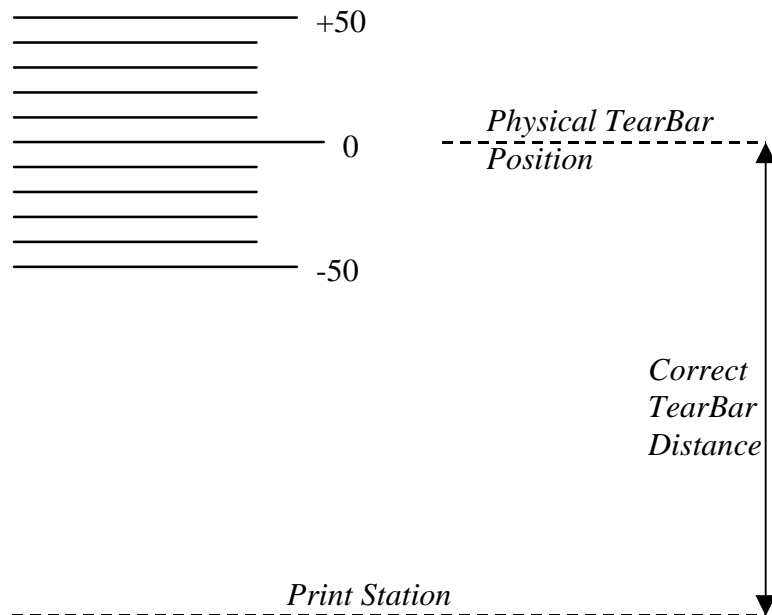 +50
Physical TearBar
0
Position
-50
Correct
TearBar
Distance
Print Station